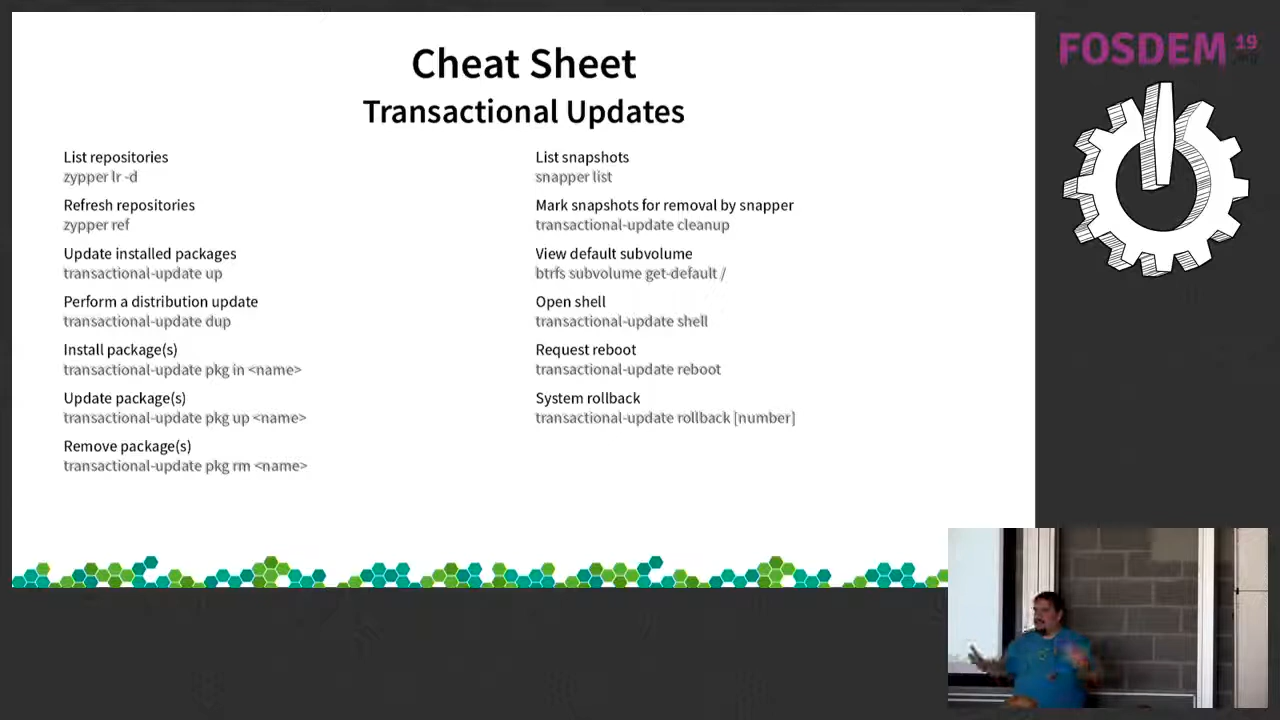 Cheat Sheet
Transactional Updates
List repositories
zypper lr -d
Refresh repositories
zypper ref
Update installed packages
transactional-update up
Perform a distribution update
transactional-update dup
Install package(s)
transactional-update pkg in <name>
Update package(s)
transactional-update pkg up <name>
Remove package(s)
transactional-update pkg rm <name>
List snapshots
snapper list
Mark snapshots for removal by snapper
transactional-update cleanup
View default subvolume
btrfs subvolume get-default /
Open shell
transactional-update shell
Request reboot
transactional-update reboot
System rollback
transactional-update rollback [number]
FOSDEM 19
.org